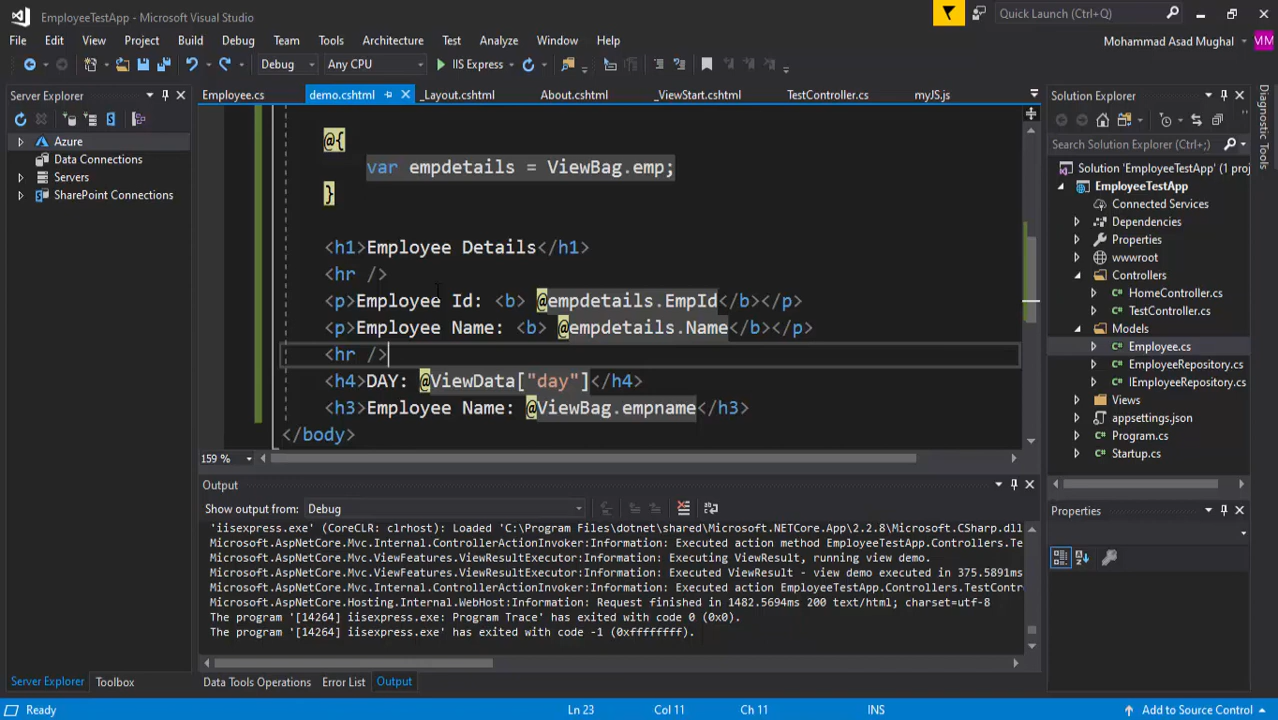 EmployeeTestApp - Microsoft Visual Studio
Quick Launch (Ctrl+Q)
File Edit View Project Build Debug Team Tools Architecture Test Analyze Window Help
Mohammad Asad Mughal
MM
Debug Any CPU IIS Express
Server Explorer
Azure
Data Connections
Servers
SharePoint Connections
Employee.cs demo.cshtml _Layout.cshtml About.cshtml _ViewStart.cshtml TestController.cs myJS.js
@{
var empdetails = ViewBag.emp;
}
<h1>Employee Details</h1>
<hr />
<p>Employee Id: <b> @empdetails.EmpId</b></p>
<p>Employee Name: <b> @empdetails.Name</b></p>
<hr />
<h4>DAY: @ViewData["day"]</h4>
<h3>Employee Name: @ViewBag.empname</h3>
</body>
159 %
Output
Show output from: Debug
'iisexpress.exe' (CoreCLR: clrhost): Loaded 'C:\Program Files\dotnet\shared\Microsoft.NETCore.App\2.2.8\Microsoft.CSharp.dll
Microsoft.AspNetCore.Mvc.Internal.ControllerActionInvoker:Information: Executed action method EmployeeTestApp.Controllers.Te
Microsoft.AspNetCore.Mvc.ViewFeatures.ViewResultExecutor:Information: Executing ViewResult, running view demo.
Microsoft.AspNetCore.Mvc.ViewFeatures.ViewResultExecutor:Information: Executed ViewResult - view demo executed in 375.5891ms
Microsoft.AspNetCore.Mvc.Internal.ControllerActionInvoker:Information: Executed action EmployeeTestApp.Controllers.TestContr
Microsoft.AspNetCore.Hosting.Internal.WebHost:Information: Request finished in 1482.5694ms 200 text/html; charset=utf-8
The program '[14264] iisexpress.exe: Program Trace' has exited with code 0 (0x0).
The program '[14264] iisexpress.exe' has exited with code -1 (0xffffffff).
Solution Explorer
Search Solution Explorer (Ctrl+;)
Solution 'EmployeeTestApp' (1 proj
EmployeeTestApp
Connected Services
Dependencies
Properties
wwwroot
Controllers
HomeController.cs
TestController.cs
Models
Employee.cs
EmployeeRepository.cs
IEmployeeRepository.cs
Views
appsettings.json
Program.cs
Startup.cs
Properties
Diagnostic Tools
Server Explorer Toolbox
Data Tools Operations Error List Output
Ready Ln 23 Col 11 Ch 11 INS Add to Source Control